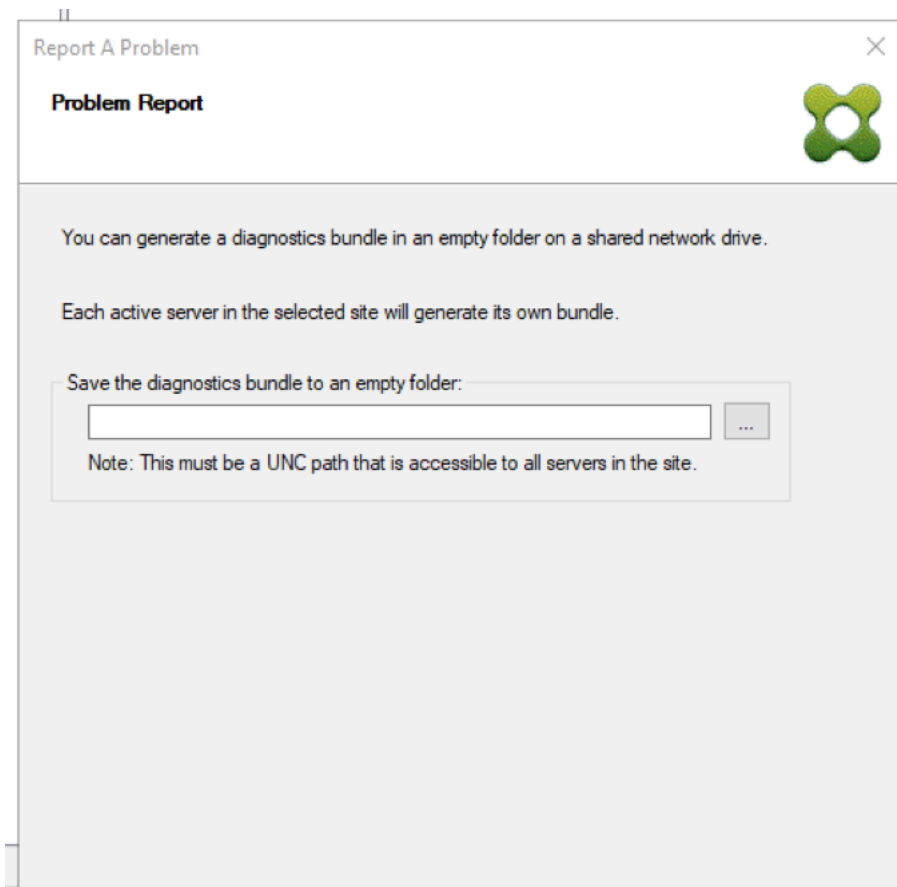 Report A Problem
Problem Report
You can generate a diagnostics bundle in an empty folder on a shared network drive.
Each active server in the selected site will generate its own bundle.
Save the diagnostics bundle to an empty folder:
...
Note: This must be a UNC path that is accessible to all servers in the site.